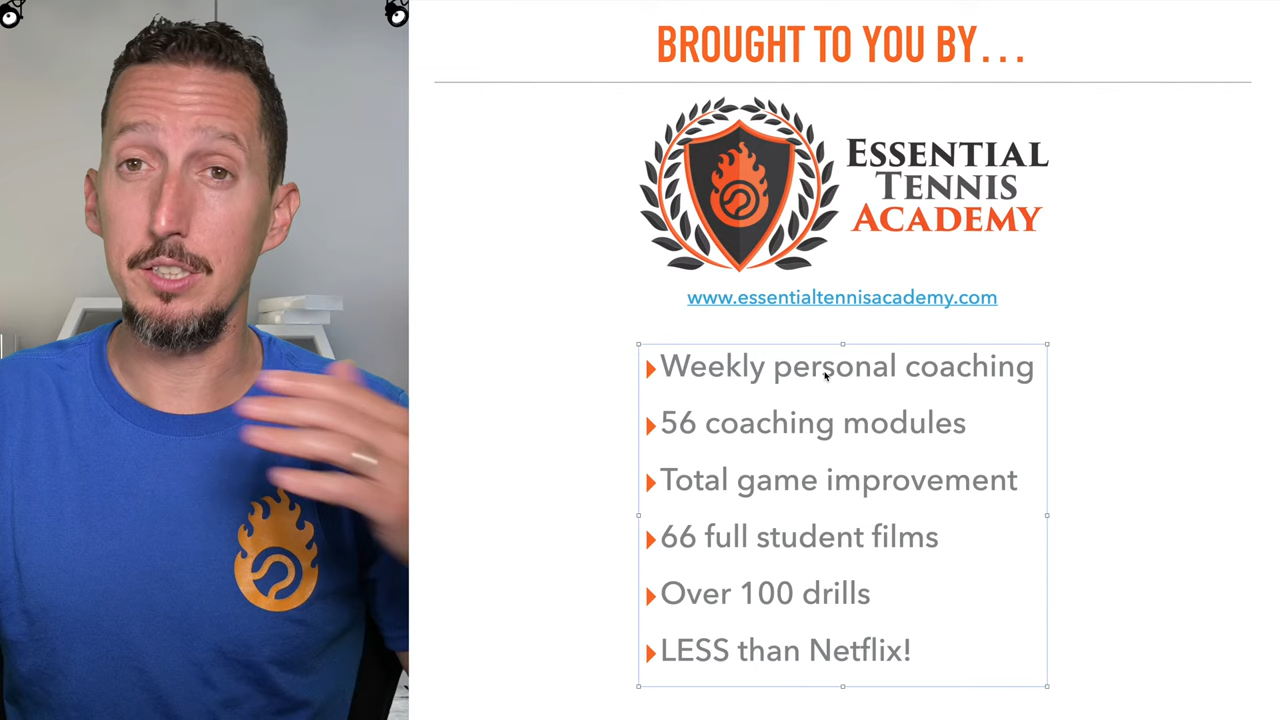 BROUGHT TO YOU BY...
ESSENTIAL
TENNIS
ACADEMY
www.essentialtennisacademy.com
Weekly personal coaching
56 coaching modules
Total game improvement
66 full student films
Over 100 drills
LESS than Netflix!